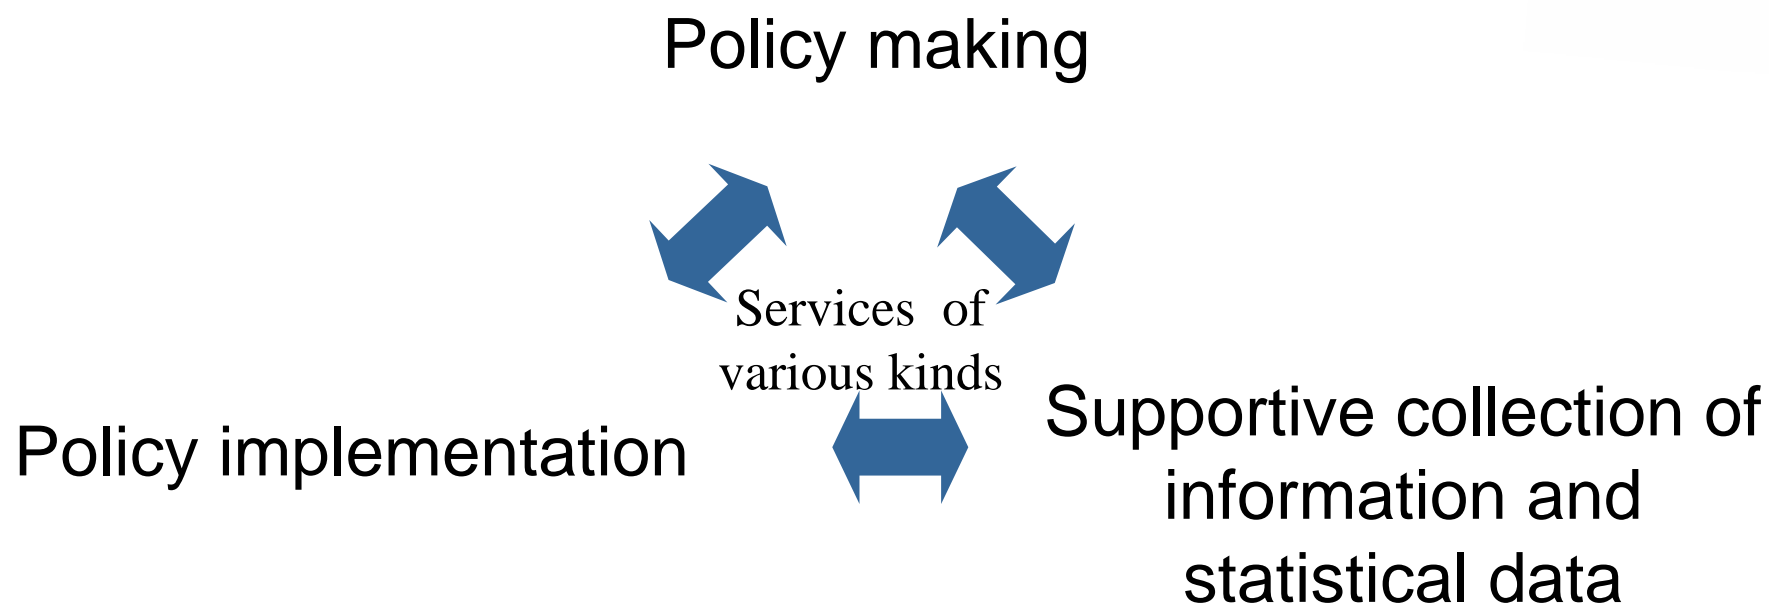 Policy making
Services of
various kinds
Policy implementation
Supportive collection of
information and
statistical data